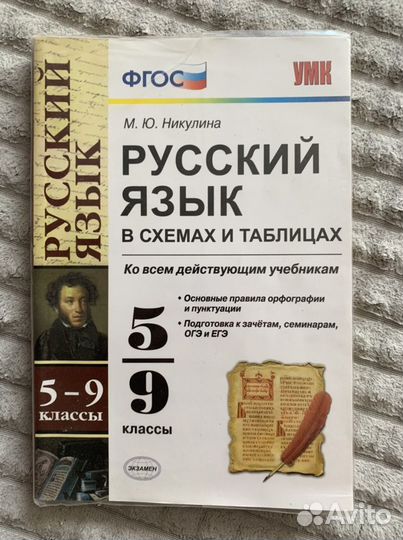 ФГОС
УМК
М. Ю. Никулина
РУССКИЙ
ЯЗЫК
В СХЕМАХ И ТАБЛИЦАХ
Ко всем действующим учебникам
• Основные правила орфографии
и пунктуации
• Подготовка к зачётам, семинарам,
ОГЭ и ЕГЭ
5
9
КЛАССЫ
ЭКЗАМЕН
РУССКИЙ
ЯЗЫК
5–9
КЛАССЫ
Avito